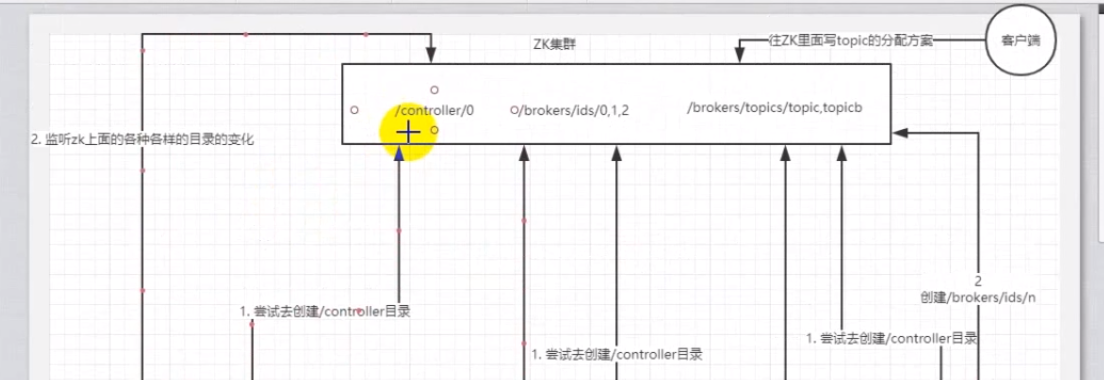 ZK集群
往ZK里面写topic的分配方案
客户端
/controller/0
/brokers/ids/0,1,2
/brokers/topics/topic,topicb
2. 监听zk上面的各种各样的目录的变化
2
创建/brokers/ids/n
1. 尝试去创建/controller目录
1. 尝试去创建/controller目录
1. 尝试去创建/controller目录